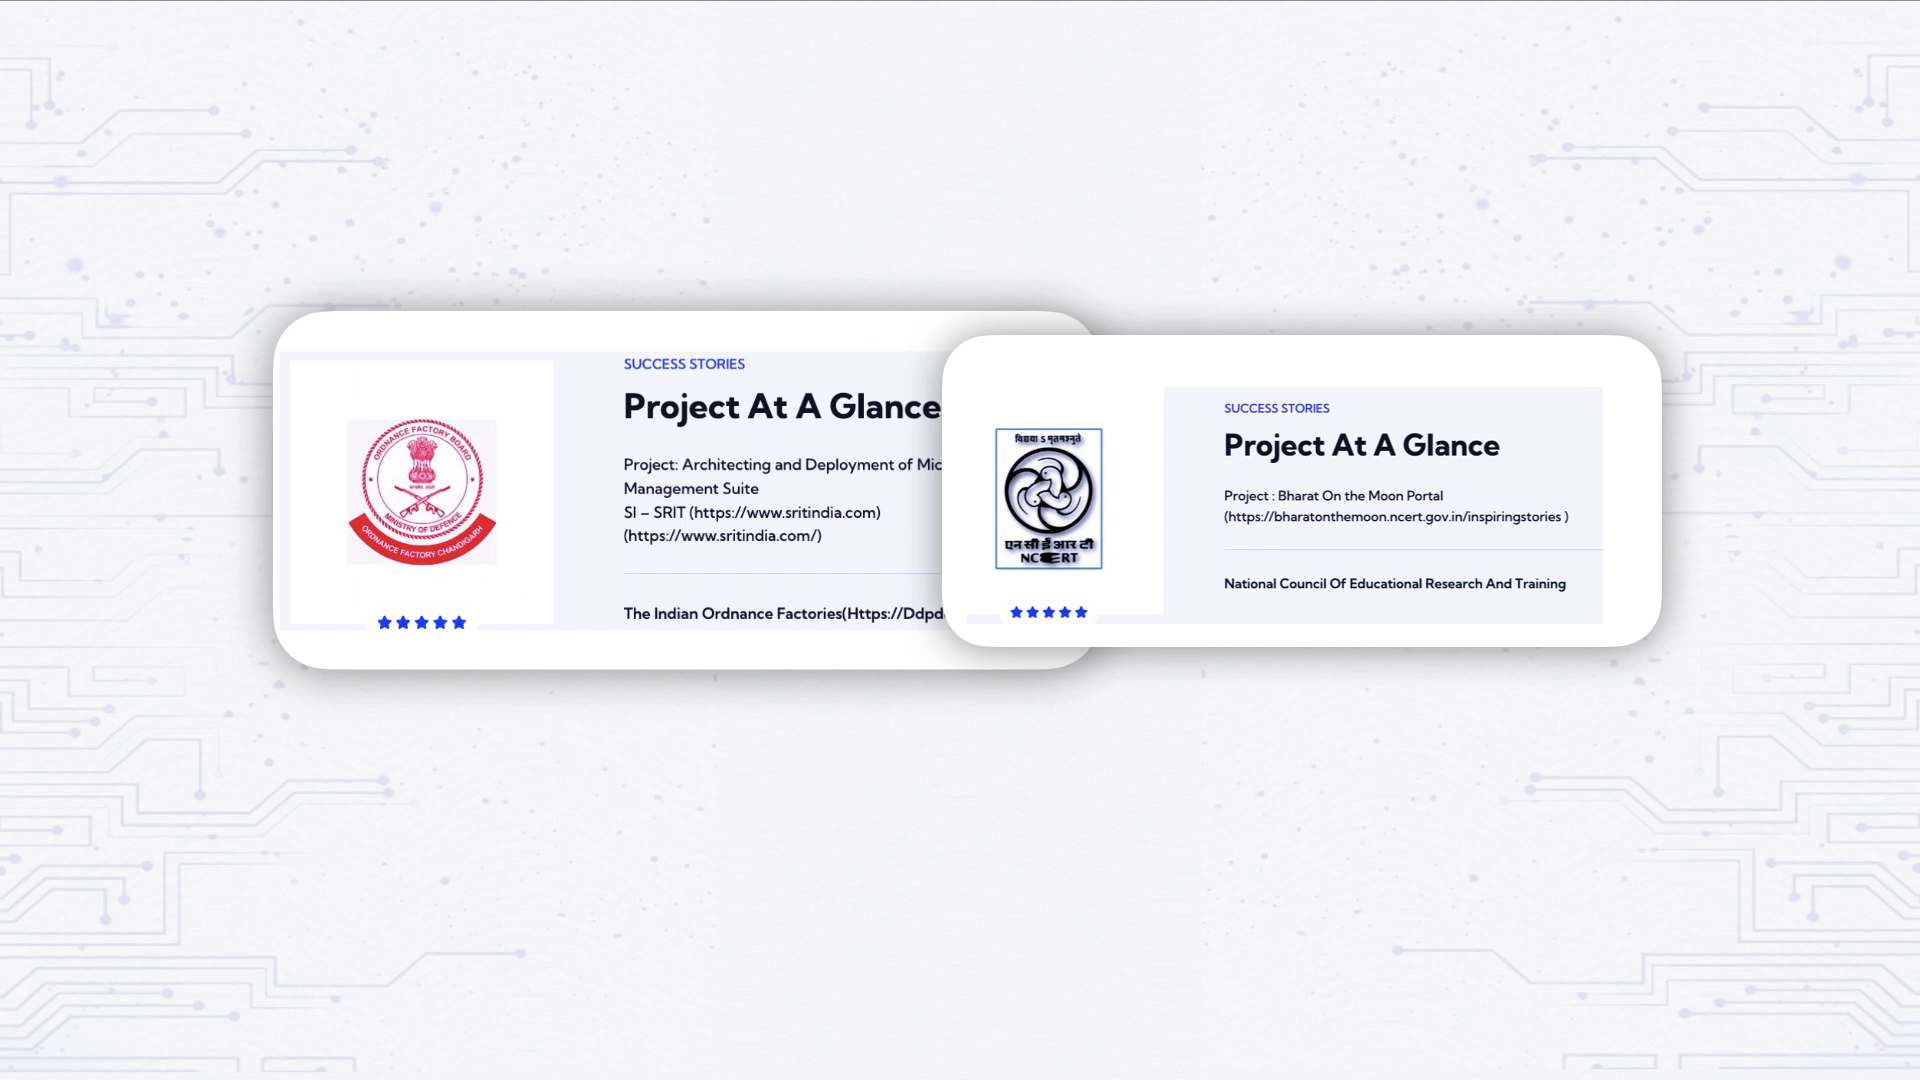 ORDNANCE FACTORY BOARD
MINISTRY OF DEFENCE
ORDNANCE FACTORY CHANDIGARH
SUCCESS STORIES
Project At A Glance
Project: Architecting and Deployment of
Management Suite
SI – SRIT (https://www.sritindia.com)
(https://www.sritindia.com/)
The Indian Ordnance Factories(Https://Ddpd
विद्यया ऽ मृतमश्नुते
एन सी ई आर टी
NCERT
SUCCESS STORIES
Project At A Glance
Project : Bharat On the Moon Portal
(https://bharatonthemoon.ncert.gov.in/inspiringstories )
National Council Of Educational Research And Training